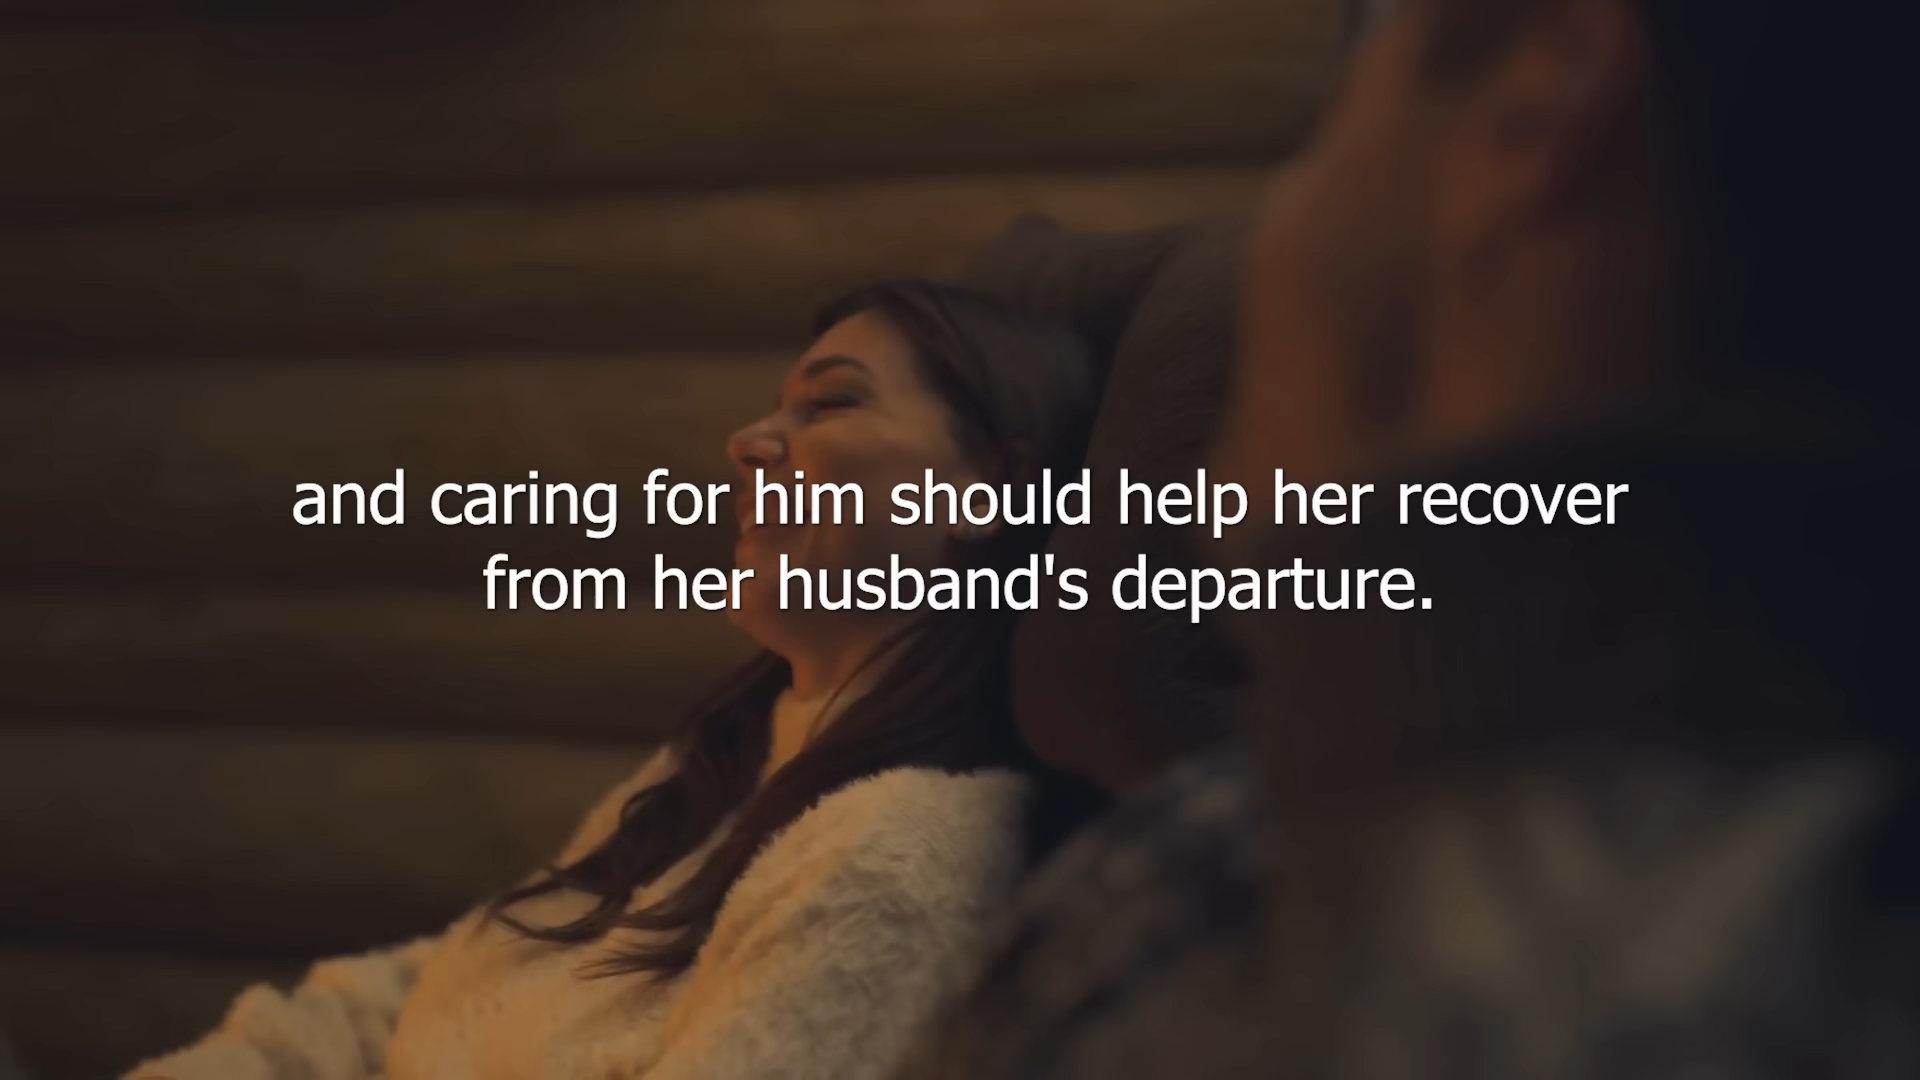 and caring for him should help her recover
from her husband's departure.